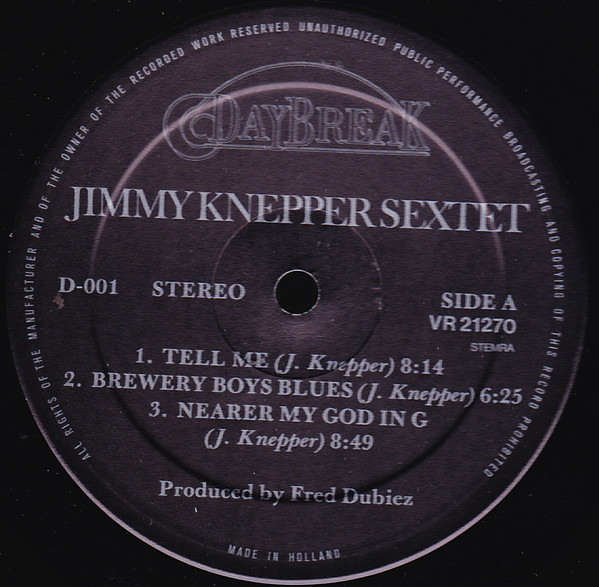 ALL RIGHTS OF THE MANUFACTURER AND OF THE OWNER OF THE RECORDED WORK RESERVED. UNAUTHORIZED PUBLIC PERFORMANCE BROADCASTING AND COPYING OF THIS RECORD PROHIBITED
DAYBREAK
JIMMY KNEPPER SEXTET
D-001 STEREO SIDE A
VR 21270
STEMRA
1. TELL ME (J. Knepper) 8:14
2. BREWERY BOYS BLUES (J. Knepper) 6:25
3. NEARER MY GOD IN G
(J. Knepper) 8:49
Produced by Fred Dubiez
MADE IN HOLLAND